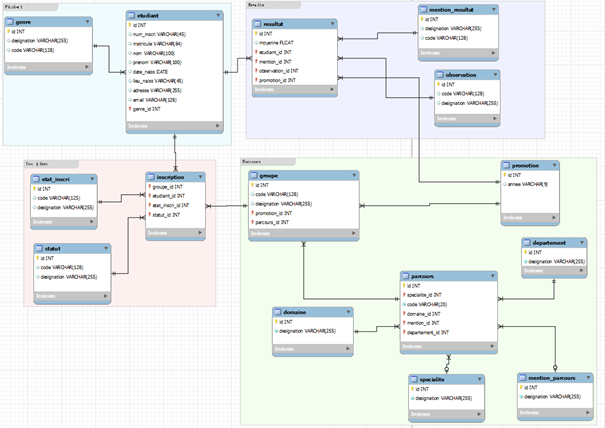 Etudiant
genre
id INT
designation VARCHAR(255)
code VARCHAR(128)
Indexes
etudiant
id INT
num_inscri VARCHAR(45)
matricule VARCHAR(64)
nom VARCHAR(100)
prenom VARCHAR(100)
date_naiss DATE
lieu_naiss VARCHAR(45)
adresse VARCHAR(255)
email VARCHAR(128)
genre_id INT
Indexes
Resultat
resultat
id INT
moyenne FLOAT
etudiant_id INT
mention_id INT
observation_id INT
promotion_id INT
Indexes
mention_resultat
id INT
designation VARCHAR(255)
code VARCHAR(128)
Indexes
observation
id INT
code VARCHAR(128)
designation VARCHAR(255)
Indexes
Inscription
etat_inscri
id INT
code VARCHAR(125)
designation VARCHAR(255)
Indexes
statut
id INT
code VARCHAR(128)
designation VARCHAR(255)
Indexes
inscription
groupe_id INT
etudiant_id INT
etat_inscri_id INT
statut_id INT
Indexes
Parcours
groupe
id INT
code VARCHAR(128)
designation VARCHAR(255)
promotion_id INT
parcours_id INT
Indexes
promotion
id INT
annee VARCHAR(9)
Indexes
departement
id INT
designation VARCHAR(255)
Indexes
parcours
id INT
specialite_id INT
code VARCHAR(20)
domaine_id INT
mention_id INT
departement_id INT
Indexes
domaine
id INT
designation VARCHAR(255)
Indexes
specialite
id INT
designation VARCHAR(255)
Indexes
mention_parcours
id INT
designation VARCHAR(255)
Indexes